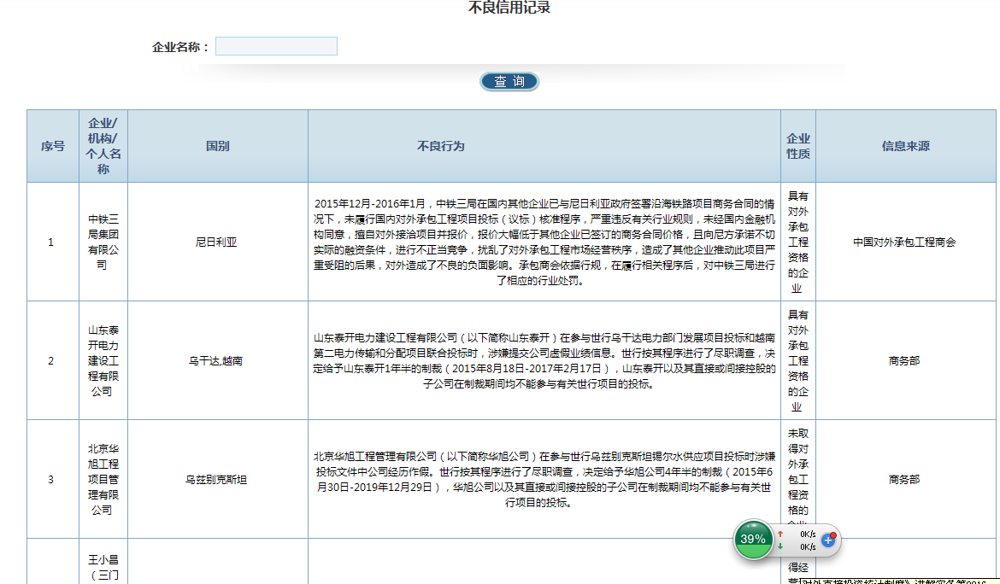 不良信用记录
企业名称：
查 询
序号
企业/
机构/
个人名
称
国别
不良行为
企业
性质
信息来源
1
中铁三
局集团
有限公
司
尼日利亚
2015年12月-2016年1月，中铁三局在国内其他企业已与尼日利亚政府签署沿海铁路项目商务合同的情
况下，未履行国内对外承包工程项目投标（议标）核准程序，严重违反有关行业规则，未经国内金融机
构同意，擅自对外接洽项目并报价，报价大幅低于其他企业已签订的商务合同价格，且向尼方承诺不切
实际的融资条件，进行不正当竞争，扰乱了对外承包工程市场经营秩序，造成了其他企业推动此项目严
重受阻的后果，对外造成了不良的负面影响。承包商会依据行规，在履行相关程序后，对中铁三局进行
了相应的行业处罚。
具有
对外
承包
工程
资格
的企
业
中国对外承包工程商会
2
山东泰
开电力
建设工
程有限
公司
乌干达,越南
山东泰开电力建设工程有限公司（以下简称山东泰开）在参与世行乌干达电力部门发展项目投标和越南
第二电力传输和分配项目联合投标时，涉嫌提交公司虚假业绩信息。世行按其程序进行了尽职调查，决
定给予山东泰开1年半的制裁（2015年8月18日-2017年2月17日），山东泰开以及其直接或间接控股的
子公司在制裁期间均不能参与有关世行项目的投标。
具有
对外
承包
工程
资格
的企
业
商务部
3
北京华
旭工程
项目管
理有限
公司
乌兹别克斯坦
北京华旭工程管理有限公司（以下简称华旭公司）在参与世行乌兹别克斯坦锡尔水供应项目投标时涉嫌
投标文件中公司经历作假。世行按其程序进行了尽职调查，决定给予华旭公司4年半的制裁（2015年6
月30日-2019年12月29日），华旭公司以及其直接或间接控股的子公司在制裁期间均不能参与有关世
行项目的投标。
未取
得对
外承
包工
程资
格的
商务部
39%
0K/s
0K/s
王小昌
（三门
得经